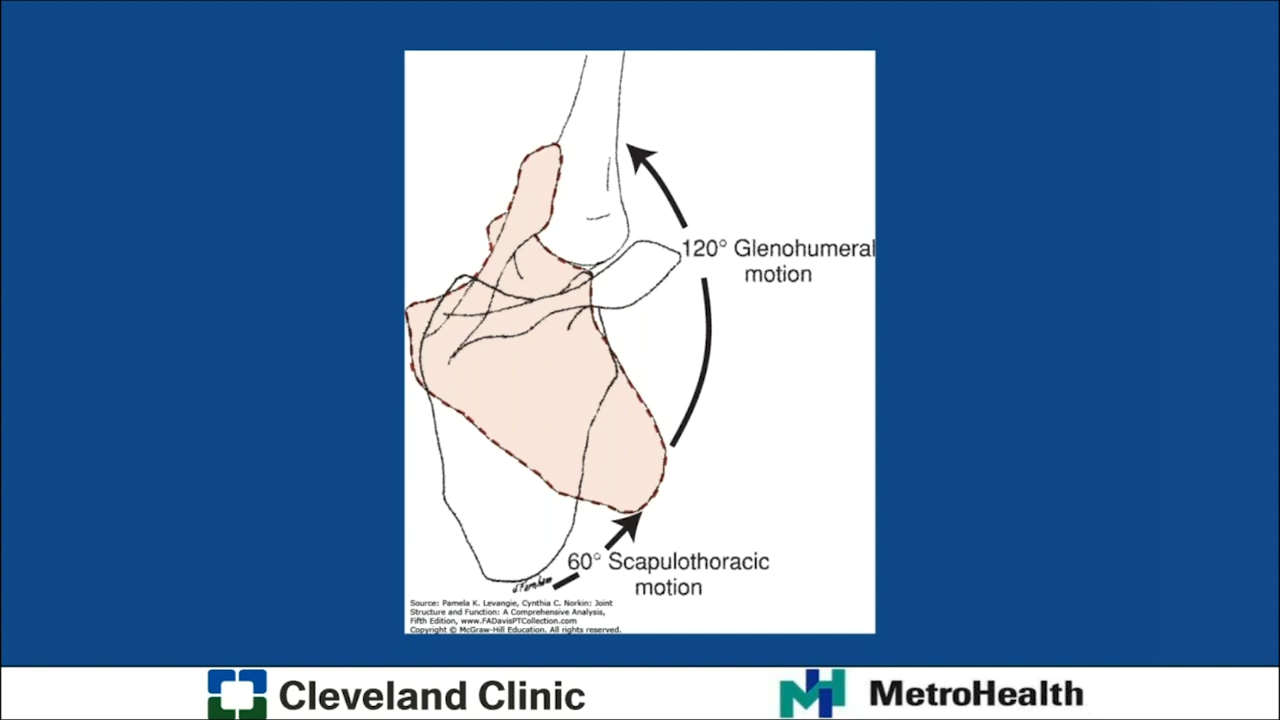 120° Glenohumeral
motion
60° Scapulothoracic
motion
Source: Pamela K. Levangie, Cynthia C. Norkin: Joint
Structure and Function: A Comprehensive Analysis,
Fifth Edition, www.FADavisPTCollection.com
Copyright © McGraw-Hill Education. All rights reserved.
Cleveland Clinic
MetroHealth